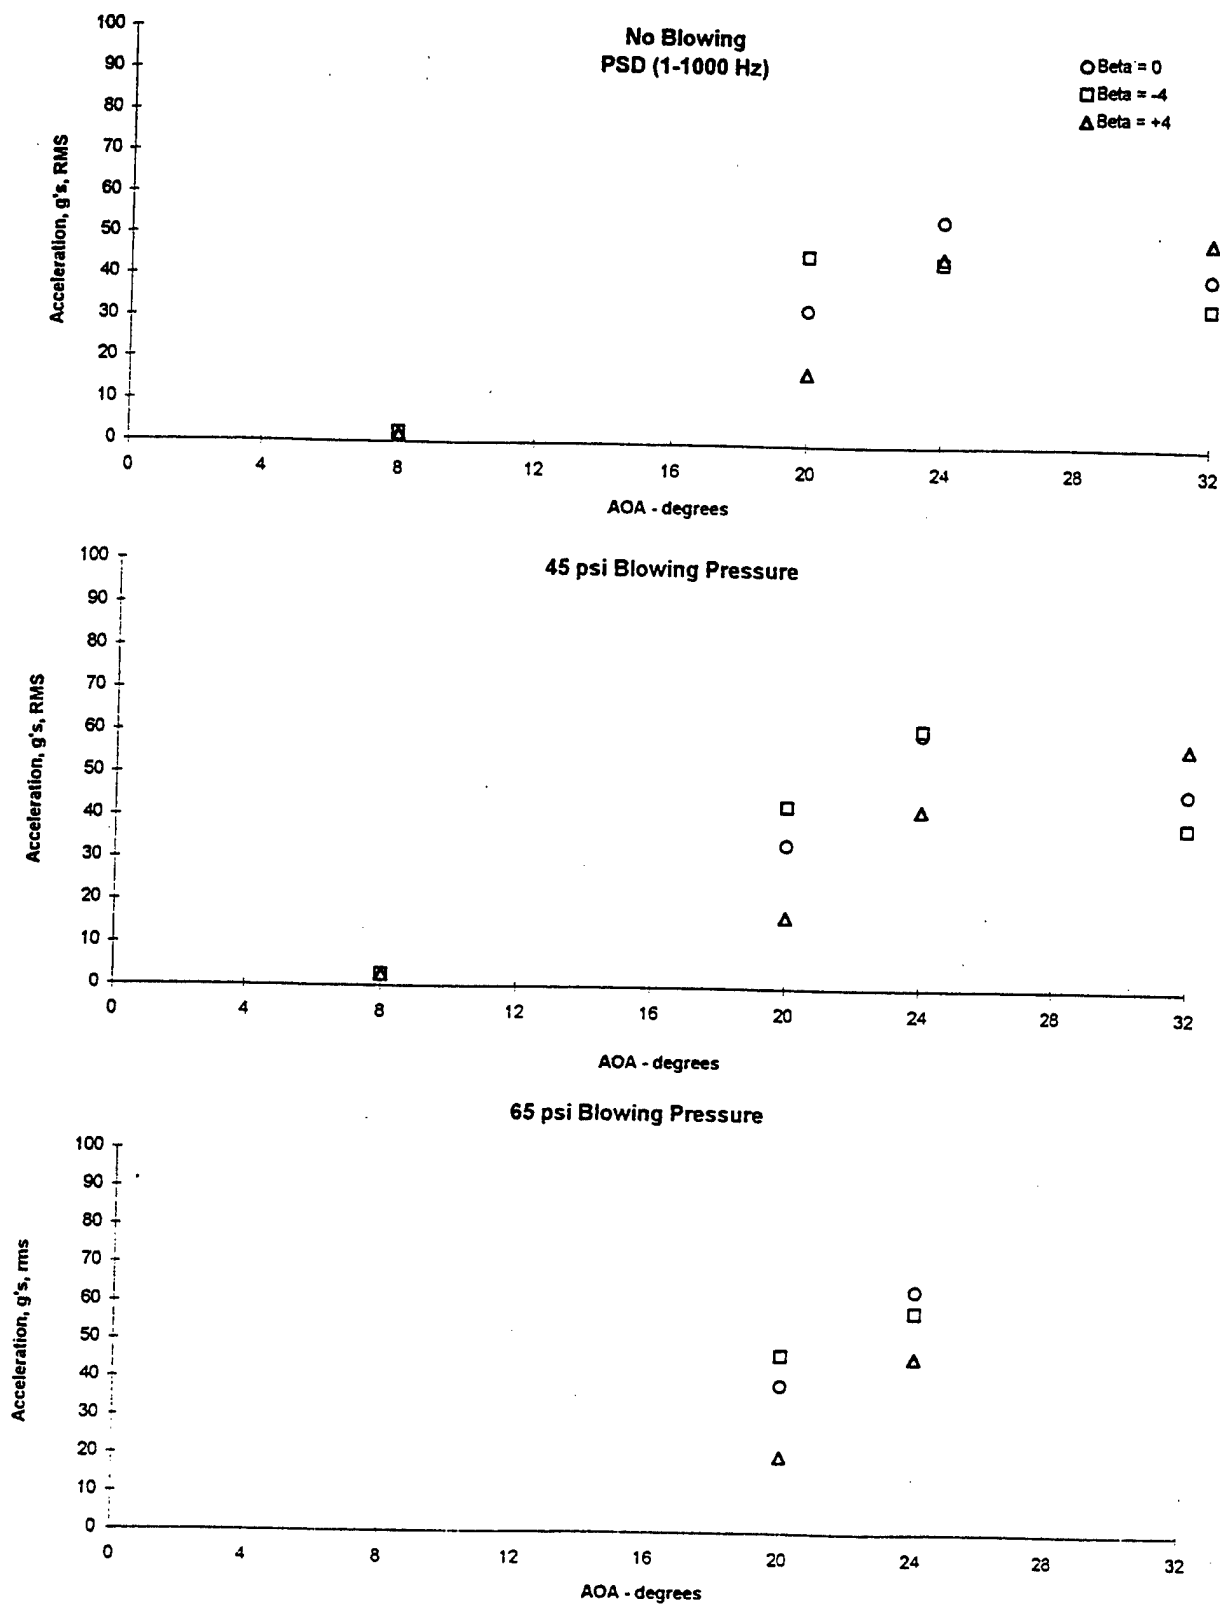 No Blowing
PSD (1-1000 Hz)
Beta = 0
Beta = -4
Beta = +4
Acceleration, g's, RMS
100
90
80
70
60
50
40
30
20
10
0
0 4 8 12 16 20 24 28 32
AOA - degrees
45 psi Blowing Pressure
Acceleration, g's, RMS
100
90
80
70
60
50
40
30
20
10
0
0 4 8 12 16 20 24 28 32
AOA - degrees
65 psi Blowing Pressure
Acceleration, g's, rms
100
90
80
70
60
50
40
30
20
10
0
0 4 8 12 16 20 24 28 32
AOA - degrees